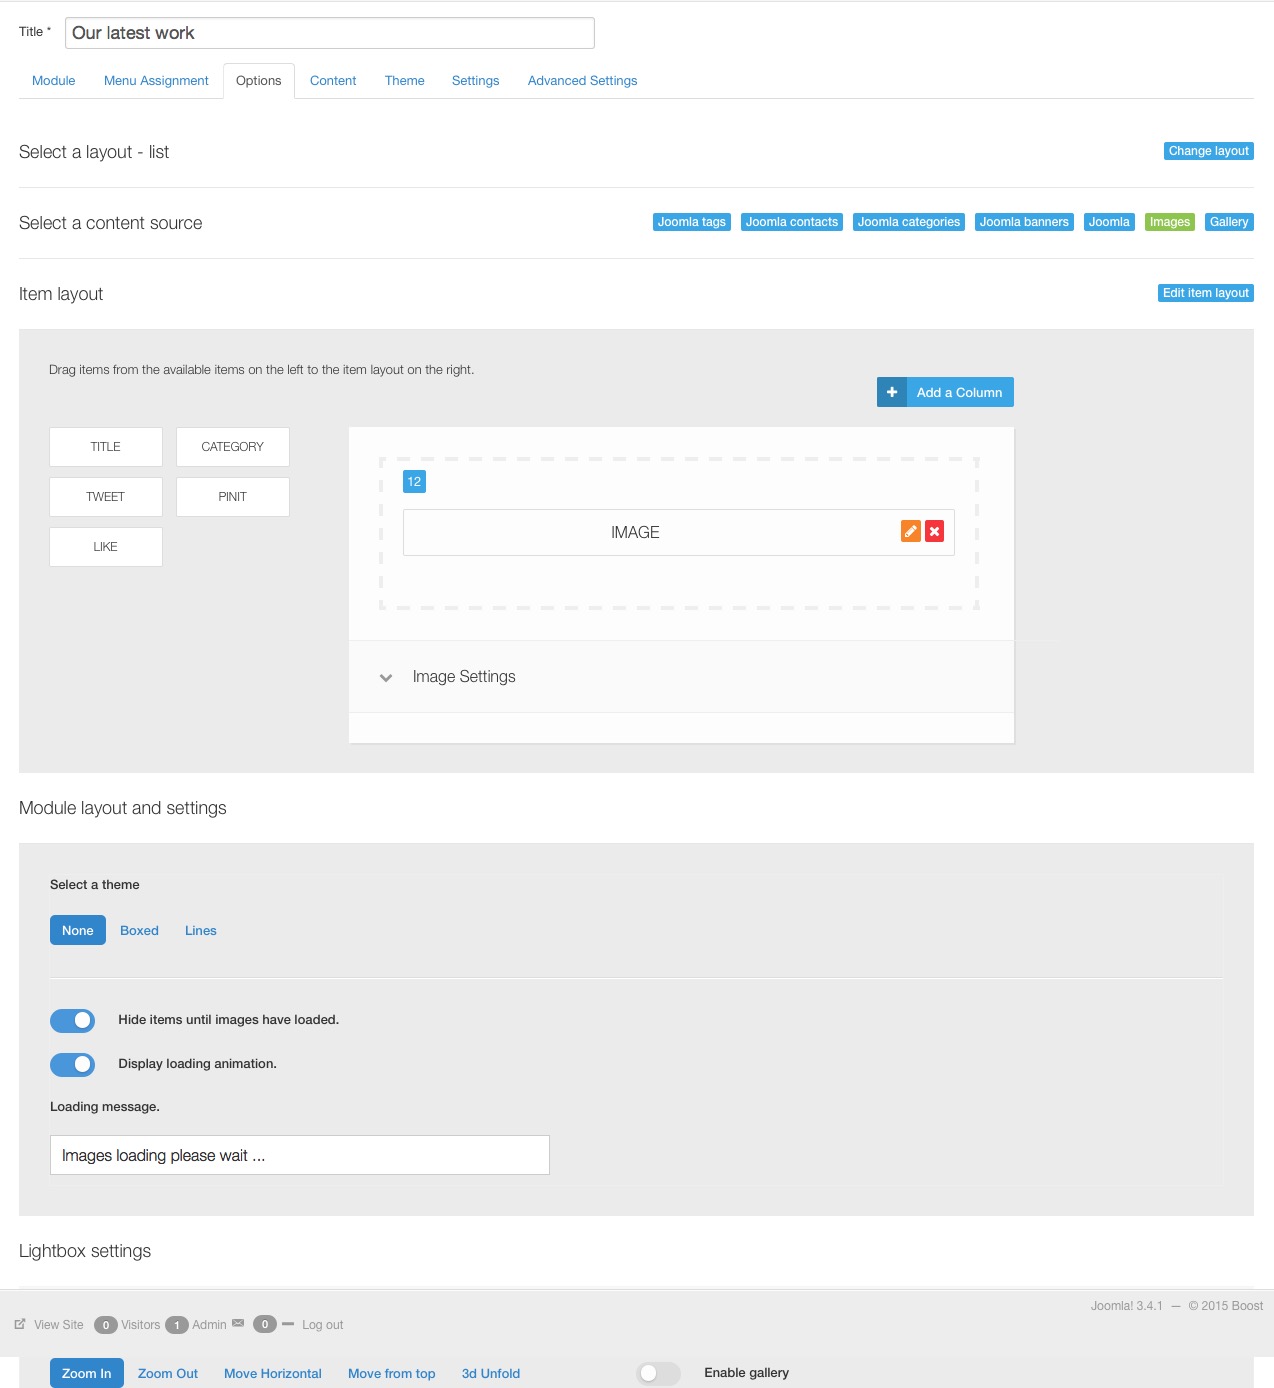 Title *
Our latest work
Module
Menu Assignment
Options
Content
Theme
Settings
Advanced Settings
Select a layout - list
Change layout
Select a content source
Joomla tags
Joomla contacts
Joomla categories
Joomla banners
Joomla
Images
Gallery
Item layout
Edit item layout
Drag items from the available items on the left to the item layout on the right.
Add a Column
TITLE
CATEGORY
TWEET
PINIT
LIKE
12
IMAGE
Image Settings
Module layout and settings
Select a theme
None
Boxed
Lines
Hide items until images have loaded.
Display loading animation.
Loading message.
Images loading please wait ...
Lightbox settings
Joomla! 3.4.1 — © 2015 Boost
View Site
0
Visitors
1
Admin
0
Log out
Zoom In
Zoom Out
Move Horizontal
Move from top
3d Unfold
Enable gallery